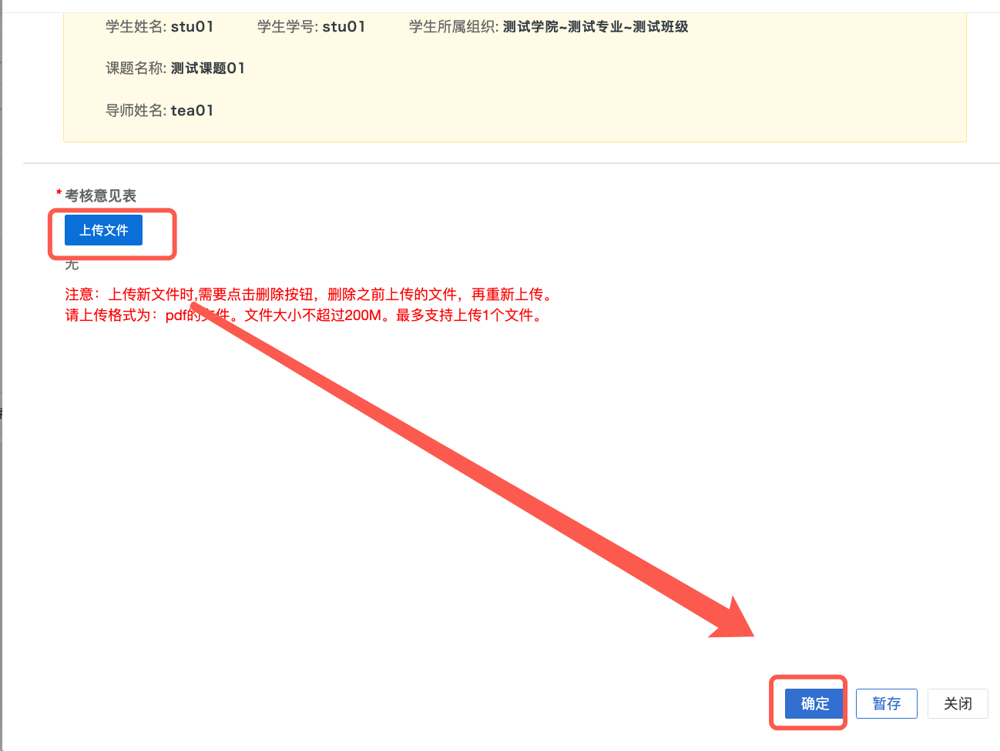 学生姓名: stu01 学生学号: stu01 学生所属组织: 测试学院~测试专业~测试班级
课题名称: 测试课题01
导师姓名: tea01
* 考核意见表
上传文件
无
注意：上传新文件时,需要点击删除按钮，删除之前上传的文件，再重新上传。
请上传格式为：pdf的文件。文件大小不超过200M。最多支持上传1个文件。
确定 暂存 关闭